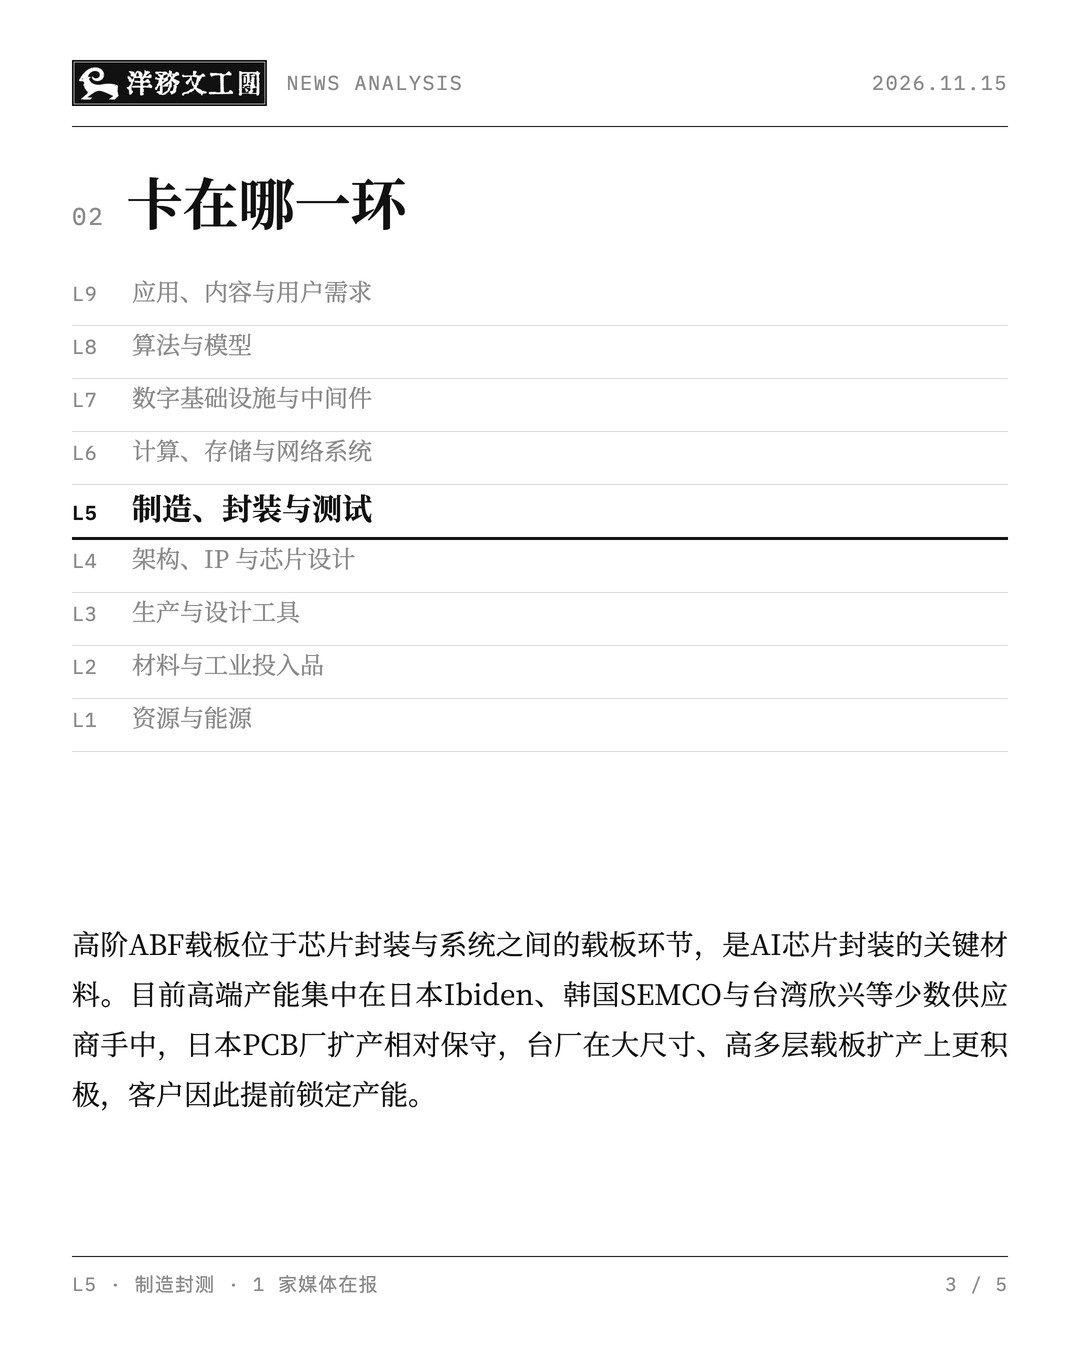 洋務文工團 NEWS ANALYSIS 2026.11.15
02 卡在哪一环
L9 应用、内容与用户需求
L8 算法与模型
L7 数字基础设施与中间件
L6 计算、存储与网络系统
L5 制造、封装与测试
L4 架构、IP 与芯片设计
L3 生产与设计工具
L2 材料与工业投入品
L1 资源与能源
高阶ABF载板位于芯片封装与系统之间的载板环节，是AI芯片封装的关键材
料。目前高端产能集中在日本Ibiden、韩国SEMCO与台湾欣兴等少数供应
商手中，日本PCB厂扩产相对保守，台厂在大尺寸、高多层载板扩产上更积
极，客户因此提前锁定产能。
L5 · 制造封测 · 1 家媒体在报 3 / 5